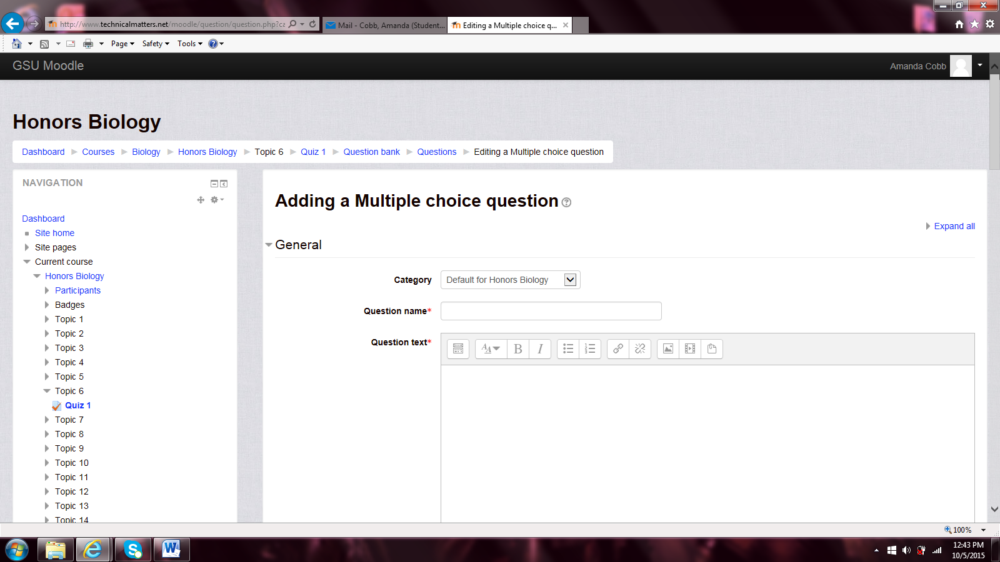 http://www.technicalmatters.net/moodle/question/question.php?ca
Mail - Cobb, Amanda (Student...
Editing a Multiple choice q...
Page
Safety
Tools
GSU Moodle
Amanda Cobb
Honors Biology
Dashboard Courses Biology Honors Biology Topic 6 Quiz 1 Question bank Questions Editing a Multiple choice question
NAVIGATION
Dashboard
Site home
Site pages
Current course
Honors Biology
Participants
Badges
Topic 1
Topic 2
Topic 3
Topic 4
Topic 5
Topic 6
Quiz 1
Topic 7
Topic 8
Topic 9
Topic 10
Topic 11
Topic 12
Topic 13
Topic 14
Adding a Multiple choice question
Expand all
General
Category Default for Honors Biology
Question name*
Question text*
100%
12:43 PM
10/5/2015